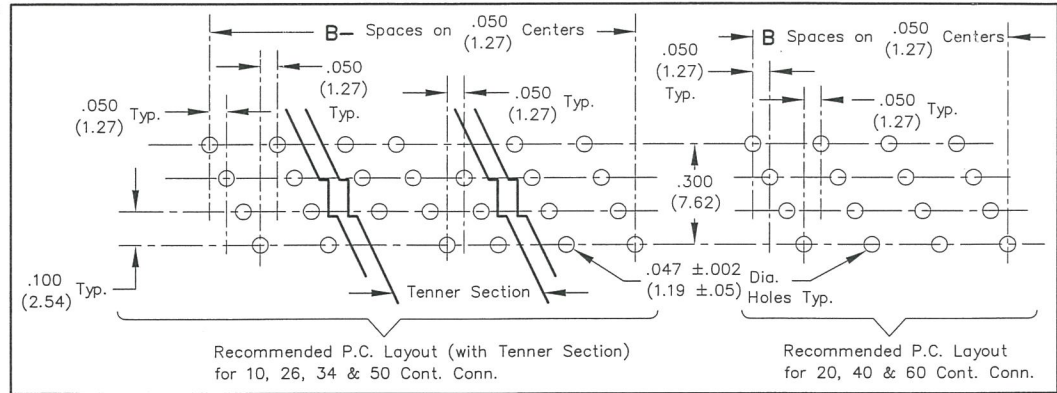 B– Spaces on .050 (1.27) Centers
.050
(1.27)
Typ.
.050
(1.27) Typ.
.050
(1.27) Typ.
.100
(2.54) Typ.
Tenner Section
Recommended P.C. Layout (with Tenner Section)
for 10, 26, 34 & 50 Cont. Conn.
.300
(7.62)
.047 ±.002
(1.19 ±.05)
Dia.
Holes Typ.
B Spaces on .050 (1.27) Centers
.050
(1.27)
Typ.
.050
(1.27) Typ.
Recommended P.C. Layout
for 20, 40 & 60 Cont. Conn.